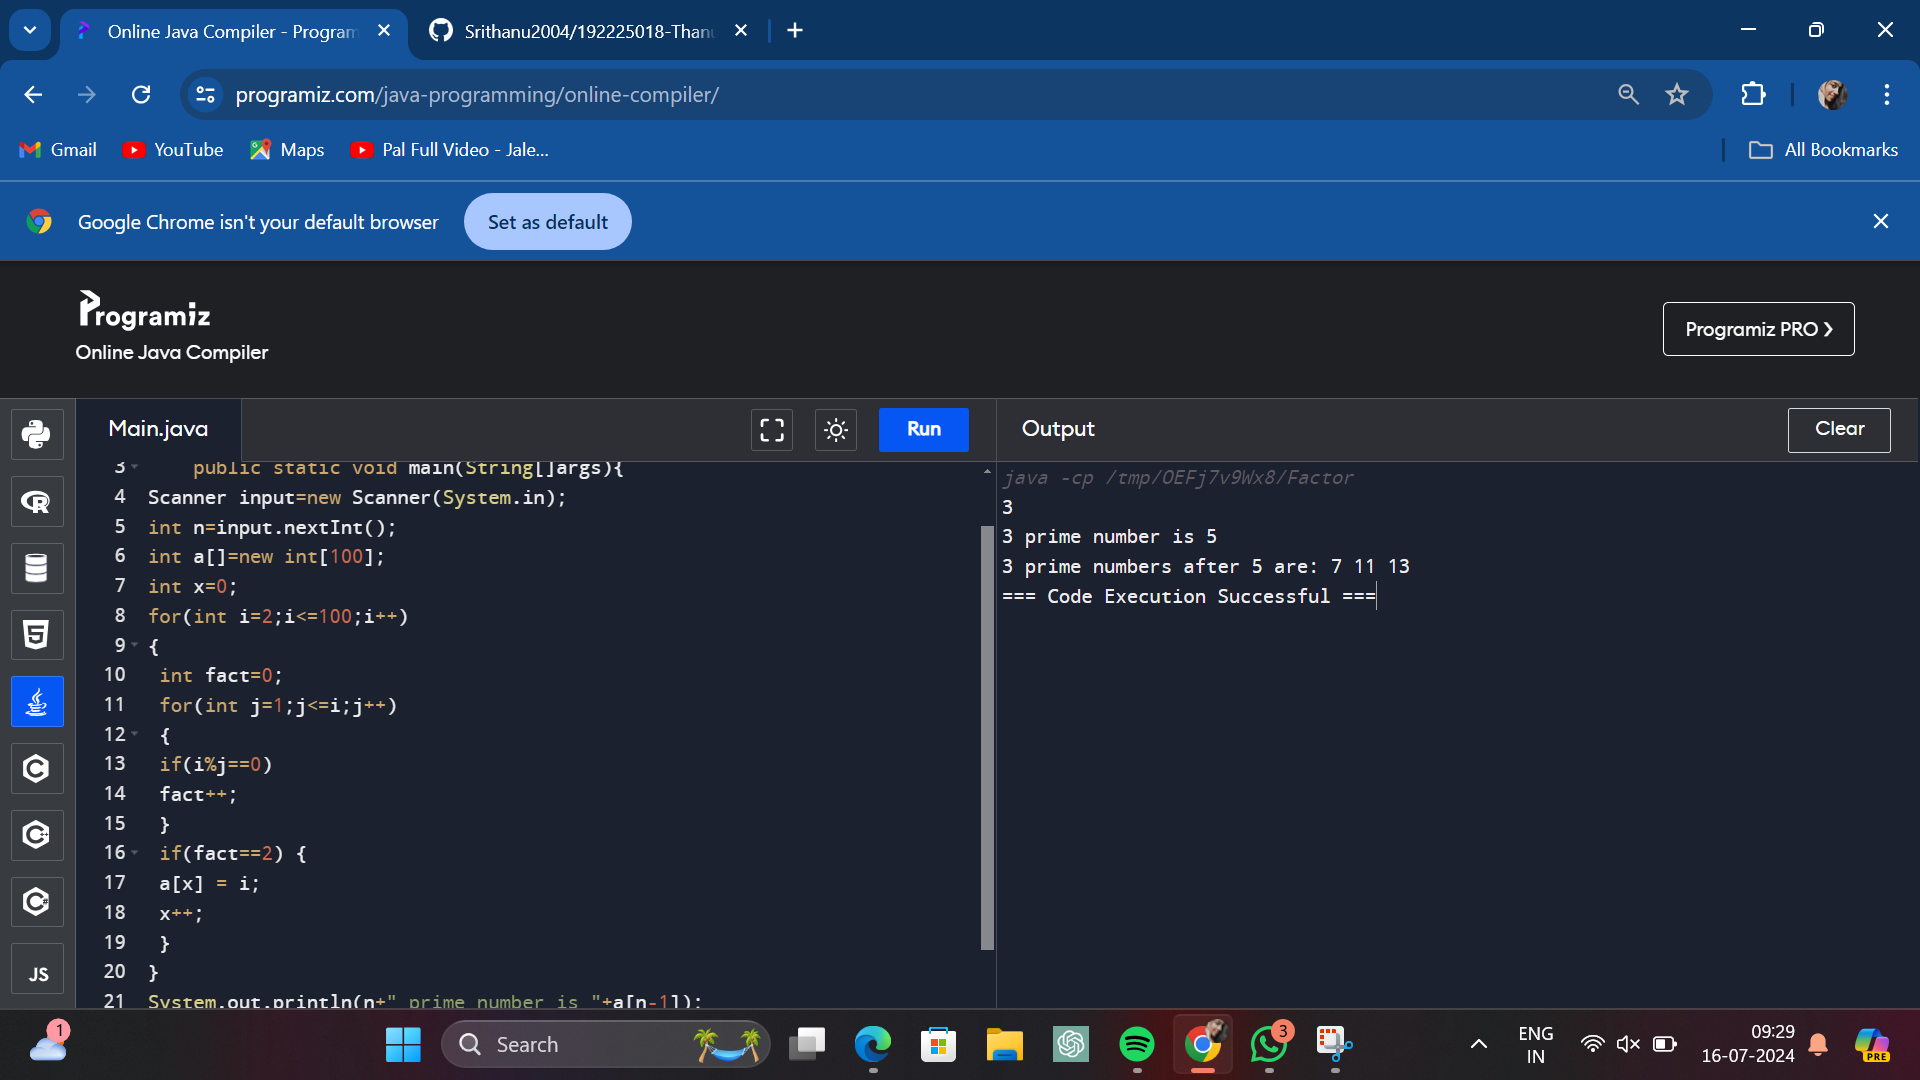 Online Java Compiler - Program
Srithanu2004/192225018-Than
programiz.com/java-programming/online-compiler/
Gmail
YouTube
Maps
Pal Full Video - Jale...
All Bookmarks
Google Chrome isn't your default browser
Set as default
Programiz
Online Java Compiler
Programiz PRO ❯
Main.java
Run
Output
Clear
3 public static void main(String[]args){
4 Scanner input=new Scanner(System.in);
5 int n=input.nextInt();
6 int a[]=new int[100];
7 int x=0;
8 for(int i=2;i<=100;i++)
9 {
10 int fact=0;
11 for(int j=1;j<=i;j++)
12 {
13 if(i%j==0)
14 fact++;
15 }
16 if(fact==2) {
17 a[x] = i;
18 x++;
19 }
20 }
21 System.out.println(n+" prime number is "+a[n-1]);
java -cp /tmp/OEFj7v9Wx8/Factor
3
3 prime number is 5
3 prime numbers after 5 are: 7 11 13
=== Code Execution Successful ===
R
5
C
C++
C#
JS
1
Search
3
ENG
IN
09:29
16-07-2024
PRE